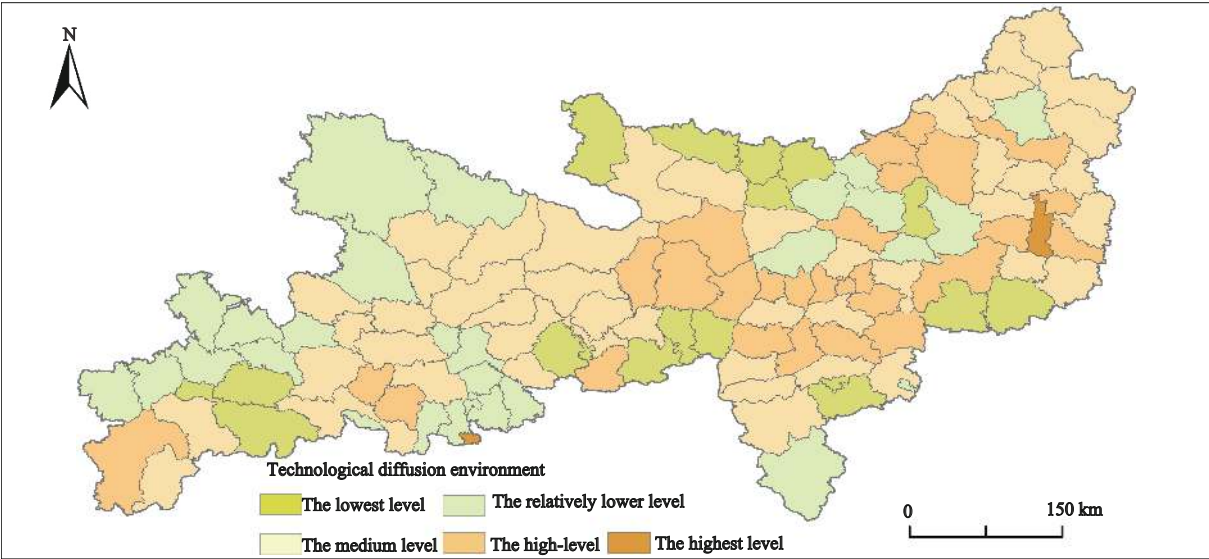 N
Technological diffusion environment
The lowest level The relatively lower level
The medium level The high-level The highest level
0 150 km